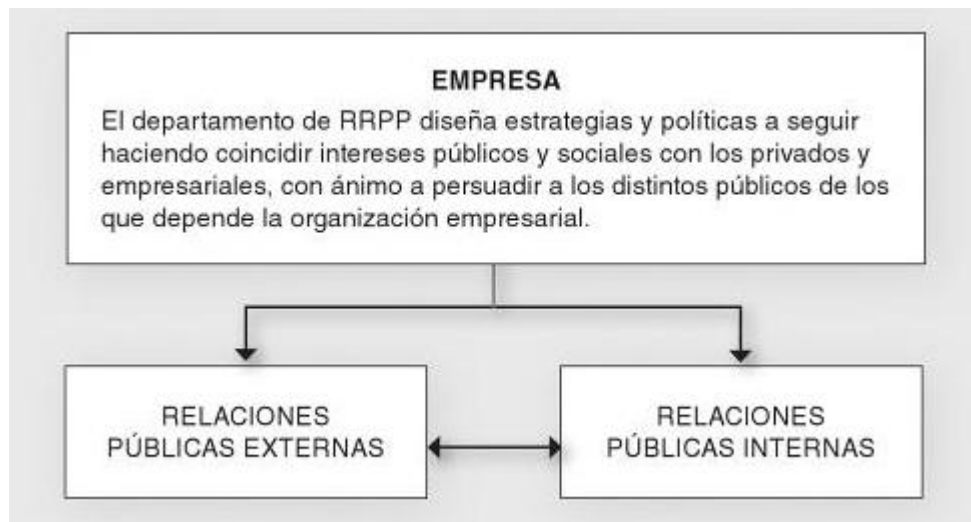 EMPRESA
El departamento de RRPP diseña estrategias y políticas a seguir
haciendo coincidir intereses públicos y sociales con los privados y
empresariales, con ánimo a persuadir a los distintos públicos de los
que depende la organización empresarial.
RELACIONES
PÚBLICAS EXTERNAS
RELACIONES
PÚBLICAS INTERNAS